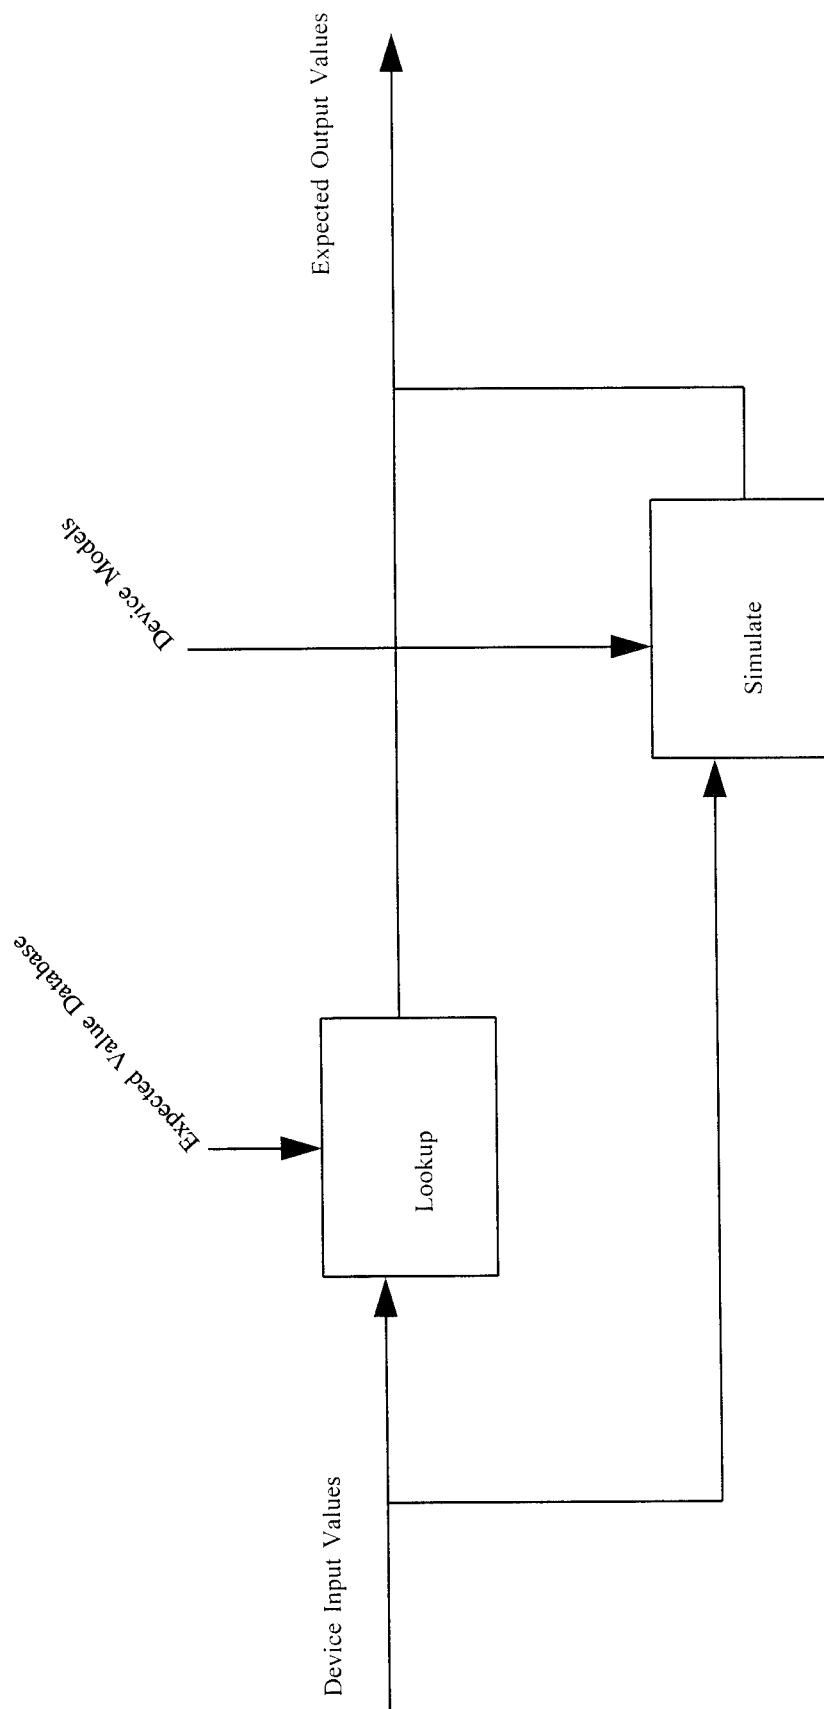 Device Input Values
Expected Value Database
Lookup
Device Models
Simulate
Expected Output Values